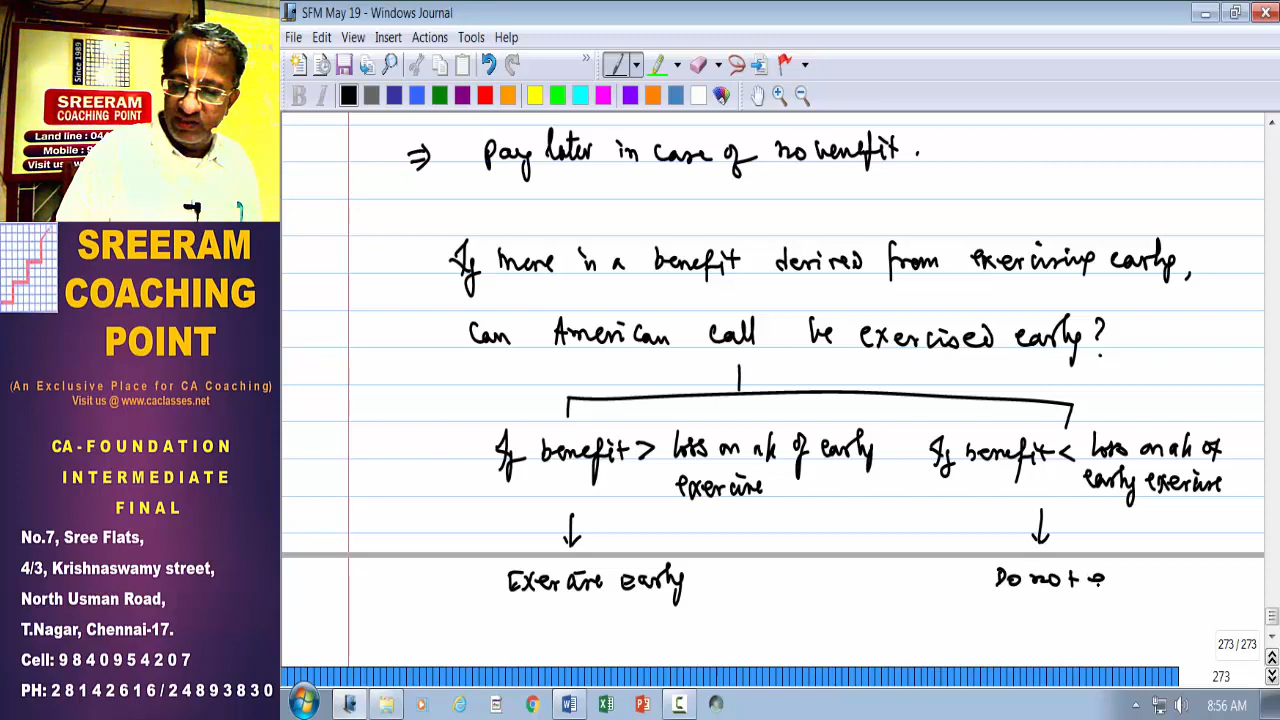 SFM May 19 - Windows Journal
File Edit View Insert Actions Tools Help
Since 1989
SREERAM
COACHING POINT
Land line : 04
Mobile : 9
Visit us
⇒ Pay later in case of no benefit.
If there is a benefit derived from exercising early,
can American call be exercised early?
If benefit > loss on a/c of early
exercise
If benefit < loss on a/c of
early exercise
Exercise early
Do not e
SREERAM
COACHING
POINT
(An Exclusive Place for CA Coaching)
Visit us @ www.caclasses.net
CA-FOUNDATION
INTERMEDIATE
FINAL
No.7, Sree Flats,
4/3, Krishnaswamy street,
North Usman Road,
T.Nagar, Chennai-17.
Cell: 9840954207
PH: 28142616/24893830
273 / 273
273
8:56 AM